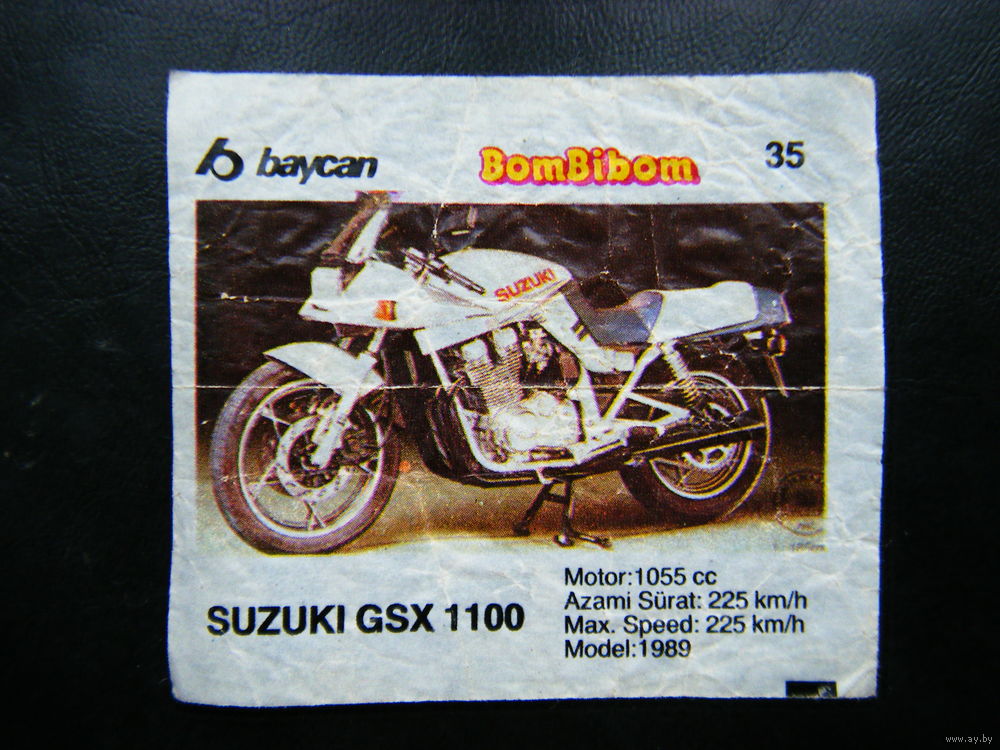 baycan
BomBibom
35
SUZUKI
SUZUKI GSX 1100
Motor:1055 cc
Azami Sürat: 225 km/h
Max. Speed: 225 km/h
Model:1989
www.ay.by